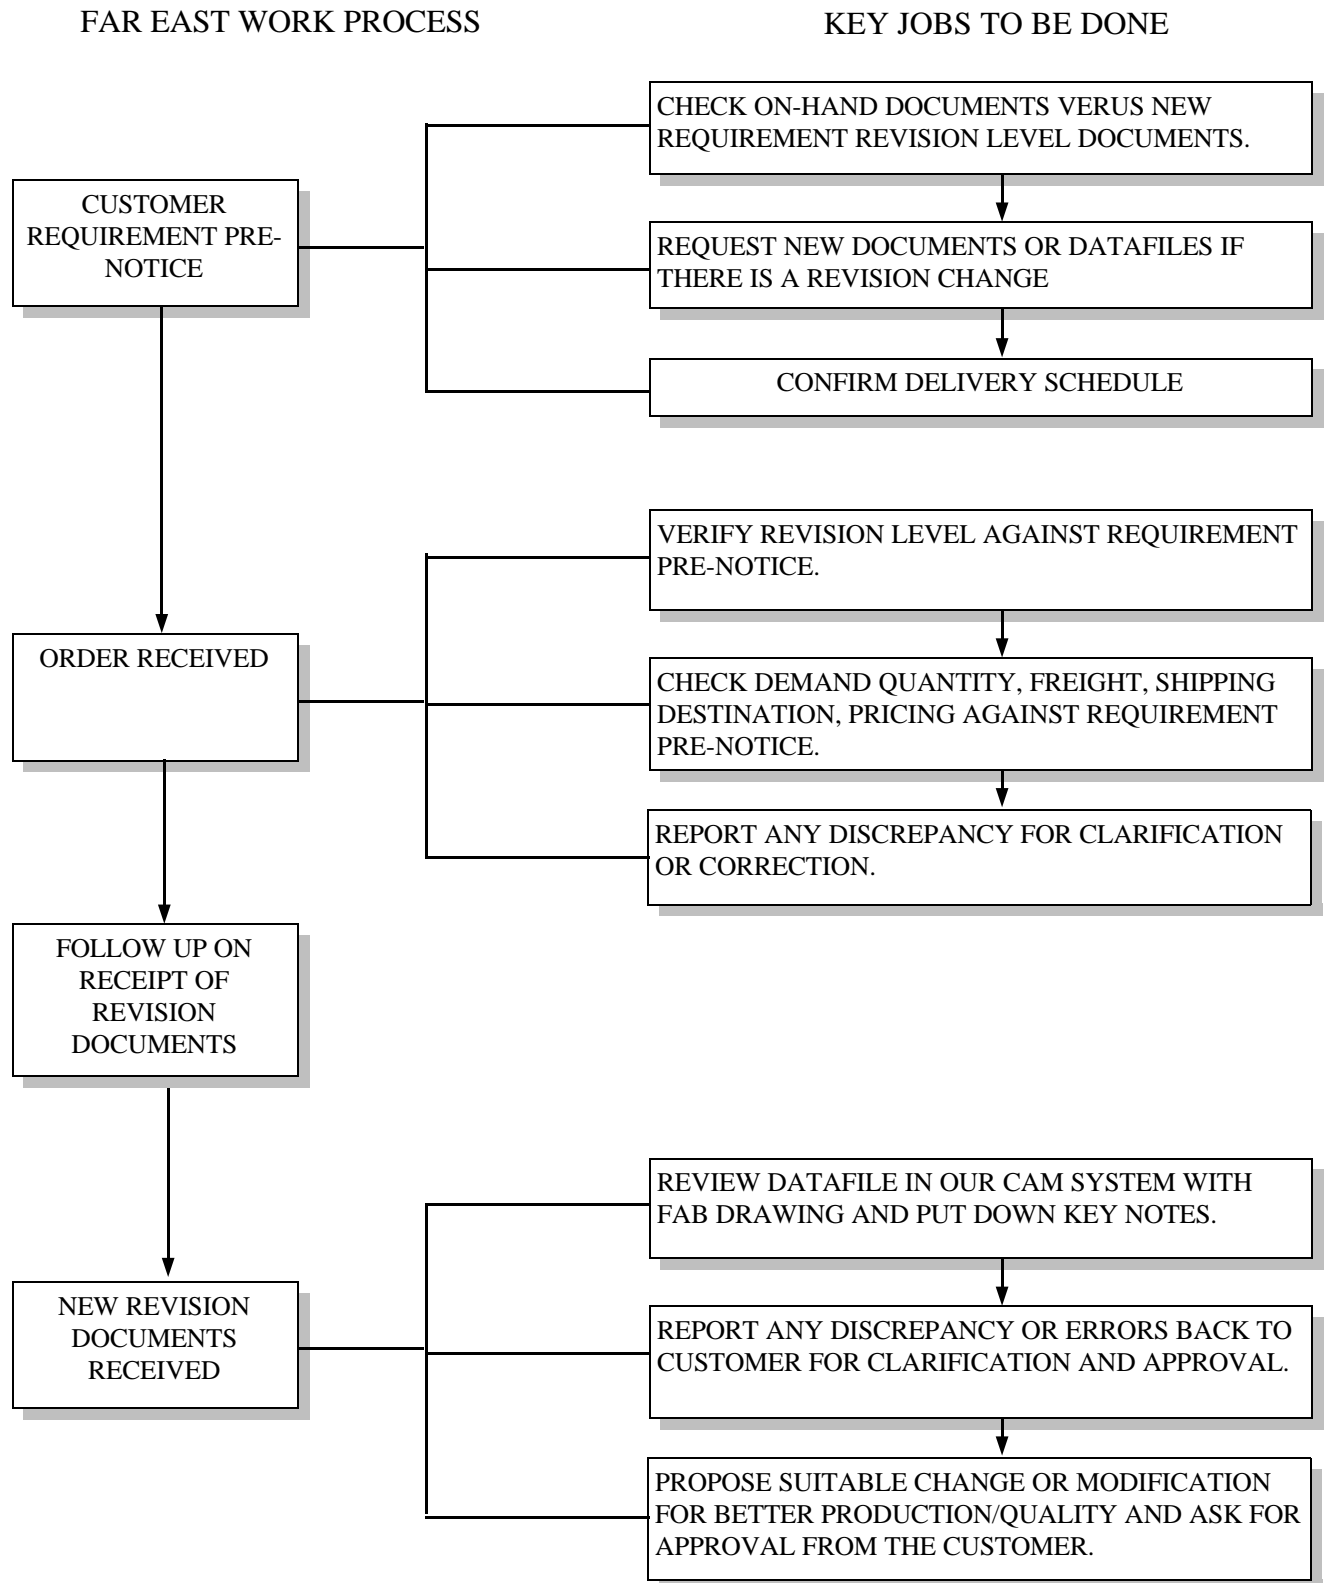 FAR EAST WORK PROCESS
KEY JOBS TO BE DONE
CUSTOMER
REQUIREMENT PRE-
NOTICE
CHECK ON-HAND DOCUMENTS VERUS NEW
REQUIREMENT REVISION LEVEL DOCUMENTS.
REQUEST NEW DOCUMENTS OR DATAFILES IF
THERE IS A REVISION CHANGE
CONFIRM DELIVERY SCHEDULE
ORDER RECEIVED
VERIFY REVISION LEVEL AGAINST REQUIREMENT
PRE-NOTICE.
CHECK DEMAND QUANTITY, FREIGHT, SHIPPING
DESTINATION, PRICING AGAINST REQUIREMENT
PRE-NOTICE.
REPORT ANY DISCREPANCY FOR CLARIFICATION
OR CORRECTION.
FOLLOW UP ON
RECEIPT OF
REVISION
DOCUMENTS
NEW REVISION
DOCUMENTS
RECEIVED
REVIEW DATAFILE IN OUR CAM SYSTEM WITH
FAB DRAWING AND PUT DOWN KEY NOTES.
REPORT ANY DISCREPANCY OR ERRORS BACK TO
CUSTOMER FOR CLARIFICATION AND APPROVAL.
PROPOSE SUITABLE CHANGE OR MODIFICATION
FOR BETTER PRODUCTION/QUALITY AND ASK FOR
APPROVAL FROM THE CUSTOMER.